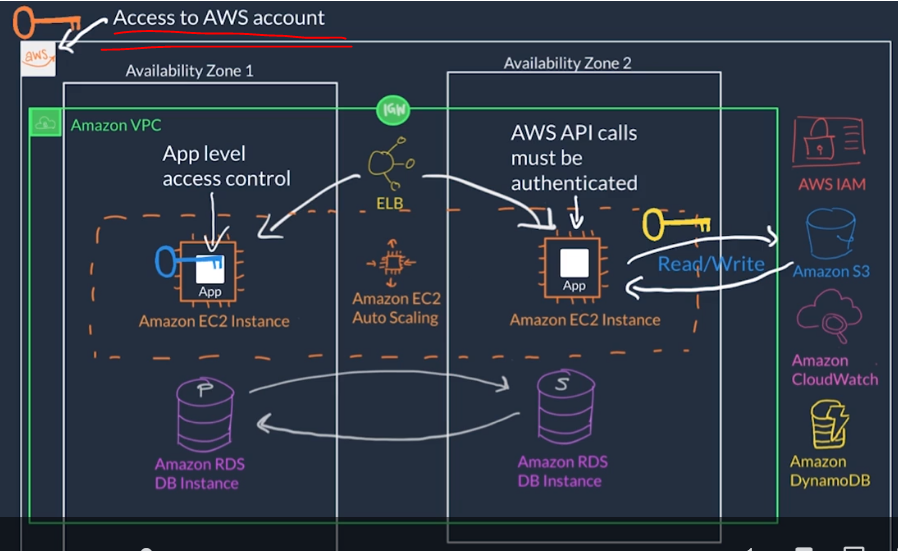 Access to AWS account
aws
Availability Zone 1
Availability Zone 2
IGW
Amazon VPC
App level
access control
AWS API calls
must be
authenticated
ELB
AWS IAM
Read/Write
Amazon S3
App
App
Amazon EC2 Instance
Amazon EC2
Auto Scaling
Amazon EC2 Instance
Amazon
CloudWatch
P
S
Amazon RDS
DB Instance
Amazon RDS
DB Instance
Amazon
DynamoDB